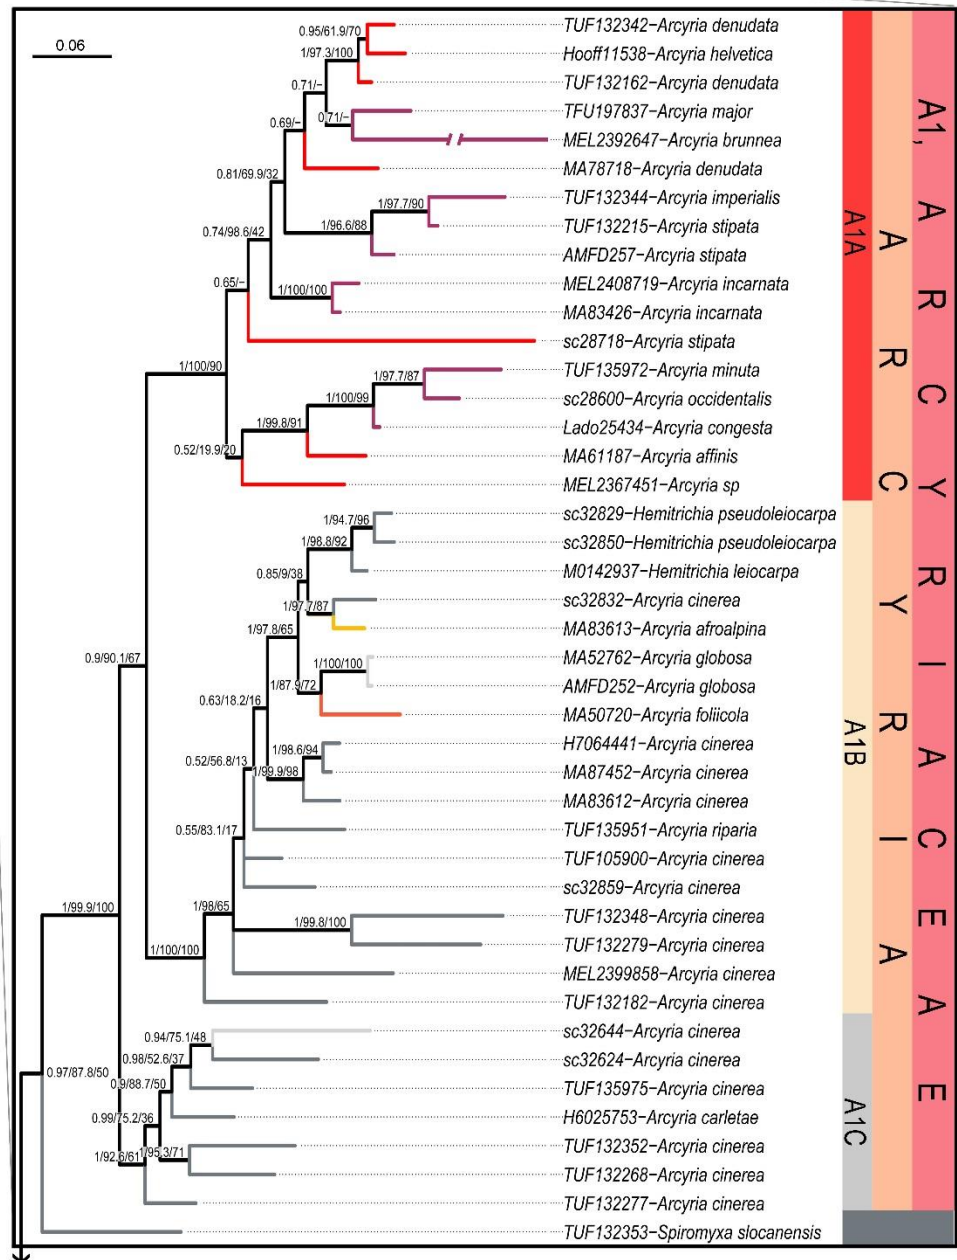 0.06
TUF132342−Arcyria denudata
Hooff11538−Arcyria helvetica
TUF132162−Arcyria denudata
TFU197837−Arcyria major
MEL2392647−Arcyria brunnea
MA78718−Arcyria denudata
TUF132344−Arcyria imperialis
TUF132215−Arcyria stipata
AMFD257−Arcyria stipata
MEL2408719−Arcyria incarnata
MA83426−Arcyria incarnata
sc28718−Arcyria stipata
TUF135972−Arcyria minuta
sc28600−Arcyria occidentalis
Lado25434−Arcyria congesta
MA61187−Arcyria affinis
MEL2367451−Arcyria sp
sc32829−Hemitrichia pseudoleiocarpa
sc32850−Hemitrichia pseudoleiocarpa
M0142937−Hemitrichia leiocarpa
sc32832−Arcyria cinerea
MA83613−Arcyria afroalpina
MA52762−Arcyria globosa
AMFD252−Arcyria globosa
MA50720−Arcyria foliicola
H7064441−Arcyria cinerea
MA87452−Arcyria cinerea
MA83612−Arcyria cinerea
TUF135951−Arcyria riparia
TUF105900−Arcyria cinerea
sc32859−Arcyria cinerea
TUF132348−Arcyria cinerea
TUF132279−Arcyria cinerea
MEL2399858−Arcyria cinerea
TUF132182−Arcyria cinerea
sc32644−Arcyria cinerea
sc32624−Arcyria cinerea
TUF135975−Arcyria cinerea
H6025753−Arcyria carletae
TUF132352−Arcyria cinerea
TUF132268−Arcyria cinerea
TUF132277−Arcyria cinerea
TUF132353−Spiromyxa slocanensis
0.95/61.9/70
1/97.3/100
0.71/−
0.71/−
0.69/−
0.81/69.9/32
1/97.7/90
1/96.6/88
0.74/98.6/42
0.65/−
1/100/100
1/100/90
1/97.7/87
1/100/99
1/99.8/91
0.52/19.9/20
1/94.7/96
1/98.8/92
0.85/9/38
1/97.7/87
1/97.8/65
1/100/100
1/87.9/72
0.9/90.1/67
0.63/18.2/16
1/98.6/94
0.52/56.8/13
1/99.9/98
0.55/83.1/17
1/98/65
1/99.8/100
1/99.9/100
1/100/100
0.94/75.1/48
0.98/52.6/37
0.97/87.8/50
0.9/88.7/50
0.99/75.2/36
1/92.6/61
1/95.3/71
A1A
A1B
A1C
ARCYRIA
A1, ARCYRIACEAE